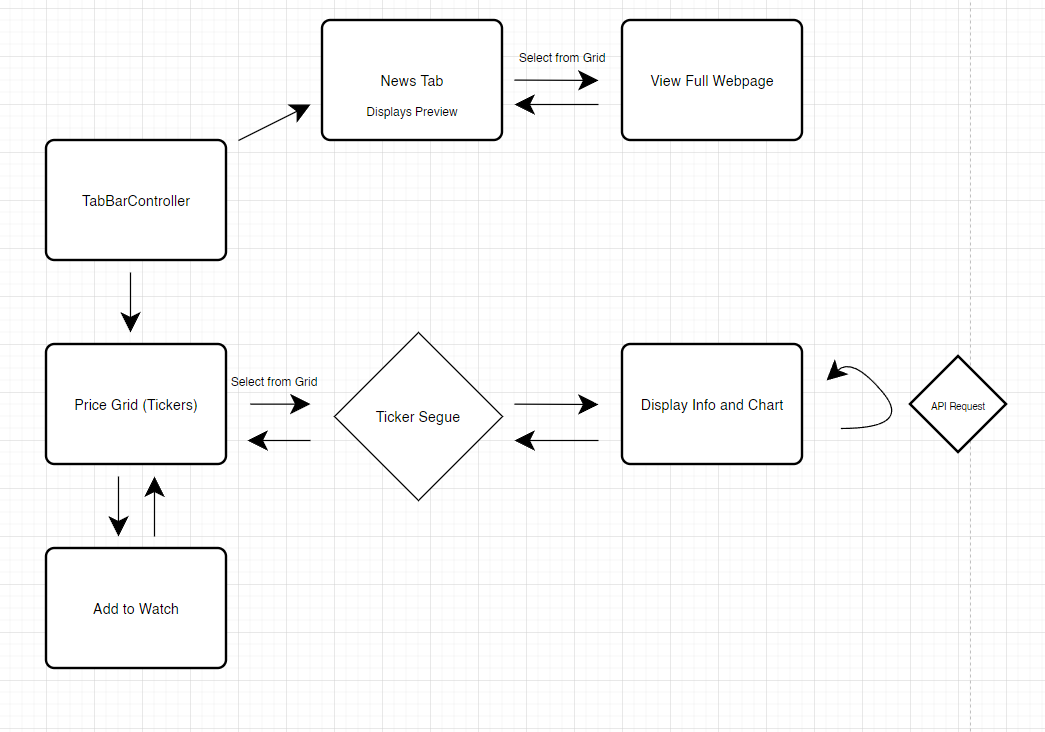 Select from Grid
News Tab
View Full Webpage
Displays Preview
TabBarController
Select from Grid
Price Grid (Tickers)
Ticker Segue
Display Info and Chart
API Request
Add to Watch